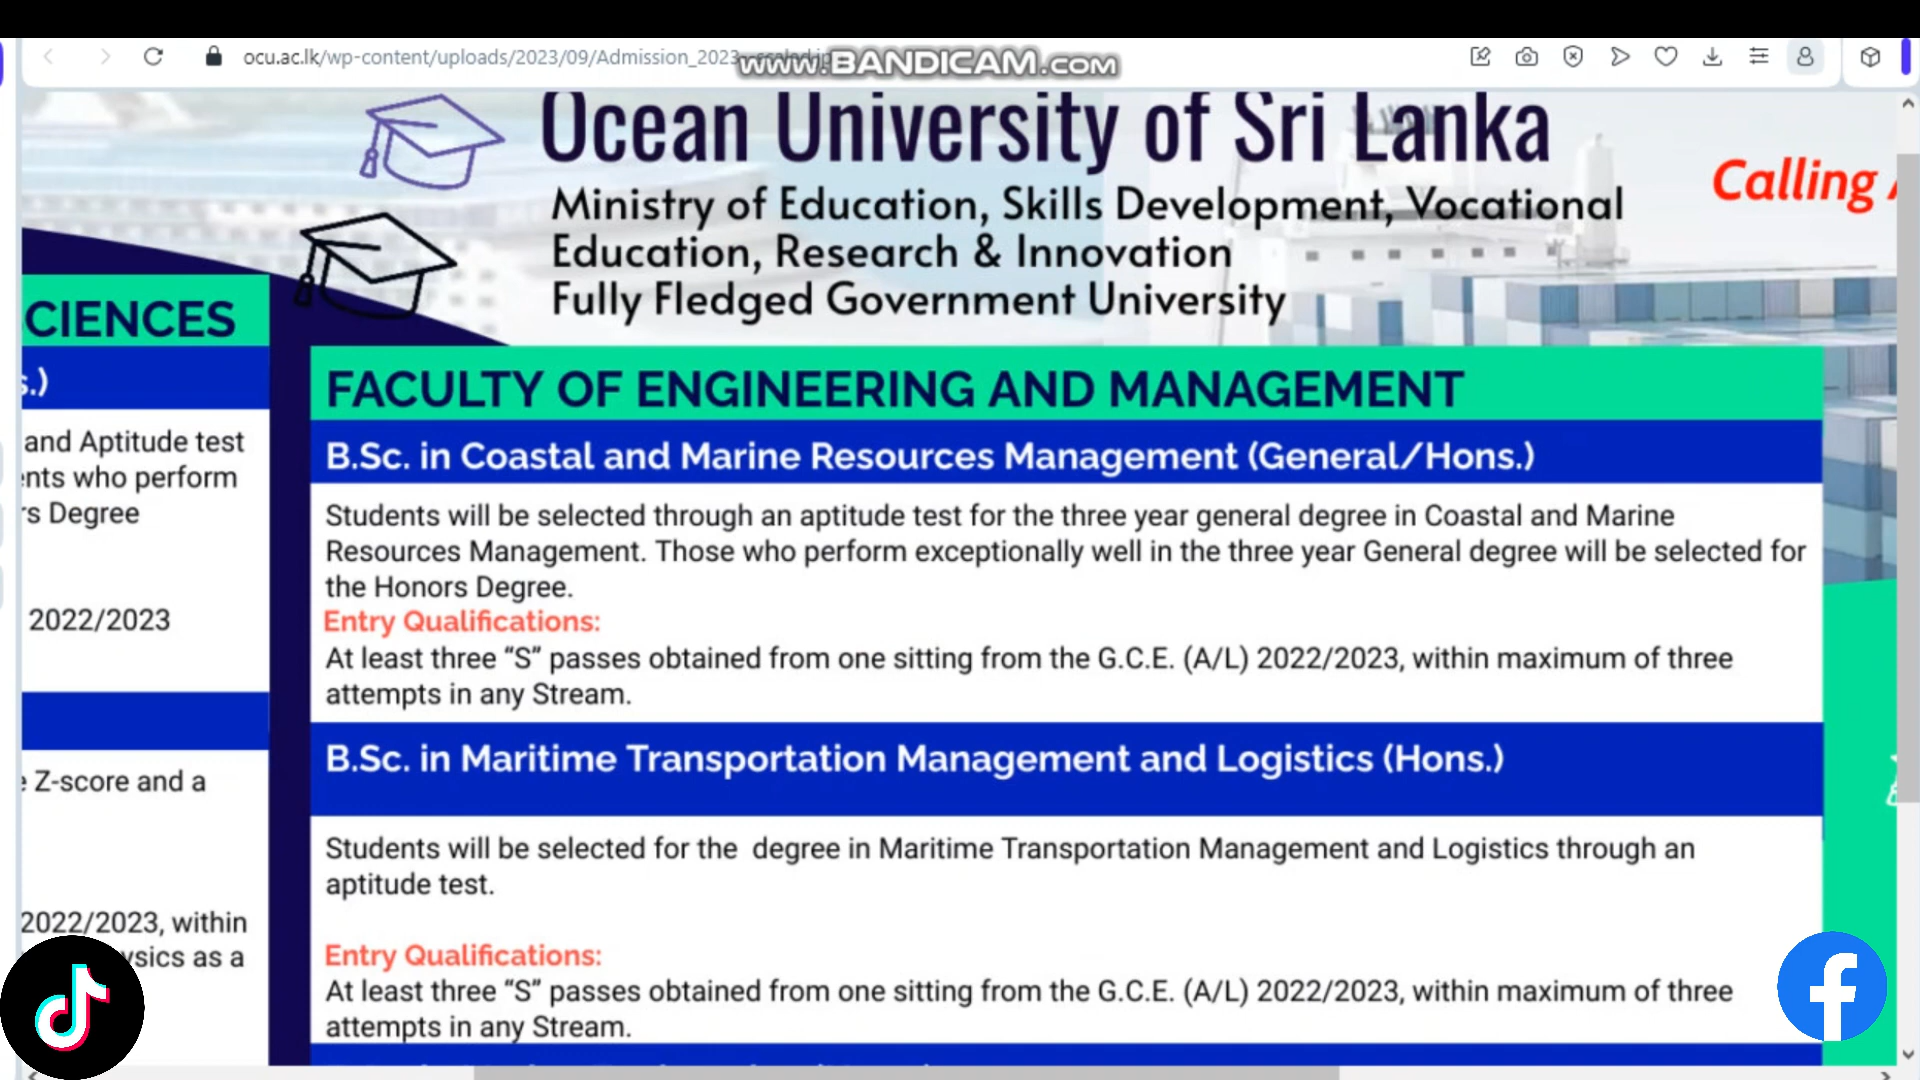 ocu.ac.lk/wp-content/uploads/2023/09/Admission_2023
www.BANDICAM.com
Ocean University of Sri Lanka
Ministry of Education, Skills Development, Vocational
Education, Research & Innovation
Fully Fledged Government University
Calling
CIENCES
s.)
and Aptitude test
ents who perform
rs Degree
2022/2023
e Z-score and a
2022/2023, within
ysics as a
FACULTY OF ENGINEERING AND MANAGEMENT
B.Sc. in Coastal and Marine Resources Management (General/Hons.)
Students will be selected through an aptitude test for the three year general degree in Coastal and Marine
Resources Management. Those who perform exceptionally well in the three year General degree will be selected for
the Honors Degree.
Entry Qualifications:
At least three “S” passes obtained from one sitting from the G.C.E. (A/L) 2022/2023, within maximum of three
attempts in any Stream.
B.Sc. in Maritime Transportation Management and Logistics (Hons.)
Students will be selected for the degree in Maritime Transportation Management and Logistics through an
aptitude test.
Entry Qualifications:
At least three “S” passes obtained from one sitting from the G.C.E. (A/L) 2022/2023, within maximum of three
attempts in any Stream.